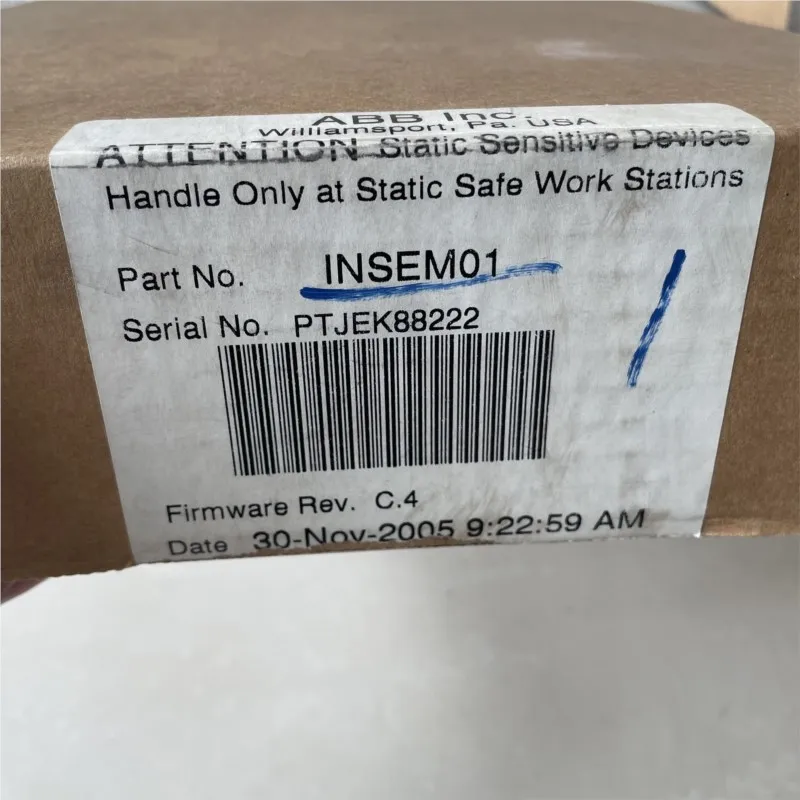 ABB Inc.
Williamsport, Pa. USA
ATTENTION Static Sensitive Devices
Handle Only at Static Safe Work Stations
Part No. INSEM01
Serial No. PTJEK88222
Firmware Rev. C.4
Date 30-Nov-2005 9:22:59 AM